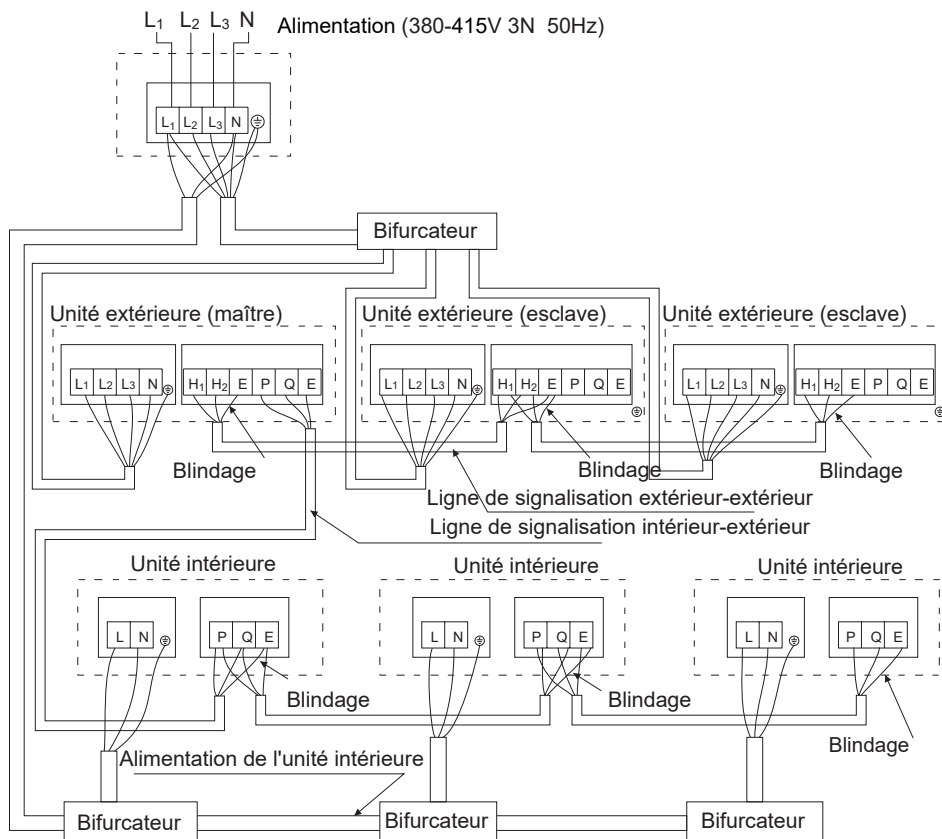 L1 L2 L3 N Alimentation (380-415V 3N 50Hz)
L1 L2 L3 N
Bifurcateur
Unité extérieure (maître) Unité extérieure (esclave) Unité extérieure (esclave)
L1 L2 L3 N H1 H2 E P Q E L1 L2 L3 N H1 H2 E P Q E L1 L2 L3 N H1 H2 E P Q E
Blindage Blindage Blindage
Ligne de signalisation extérieur-extérieur
Ligne de signalisation intérieur-extérieur
Unité intérieure Unité intérieure Unité intérieure
L N P Q E L N P Q E L N P Q E
Blindage Blindage
Blindage
Alimentation de l'unité intérieure
Bifurcateur Bifurcateur Bifurcateur